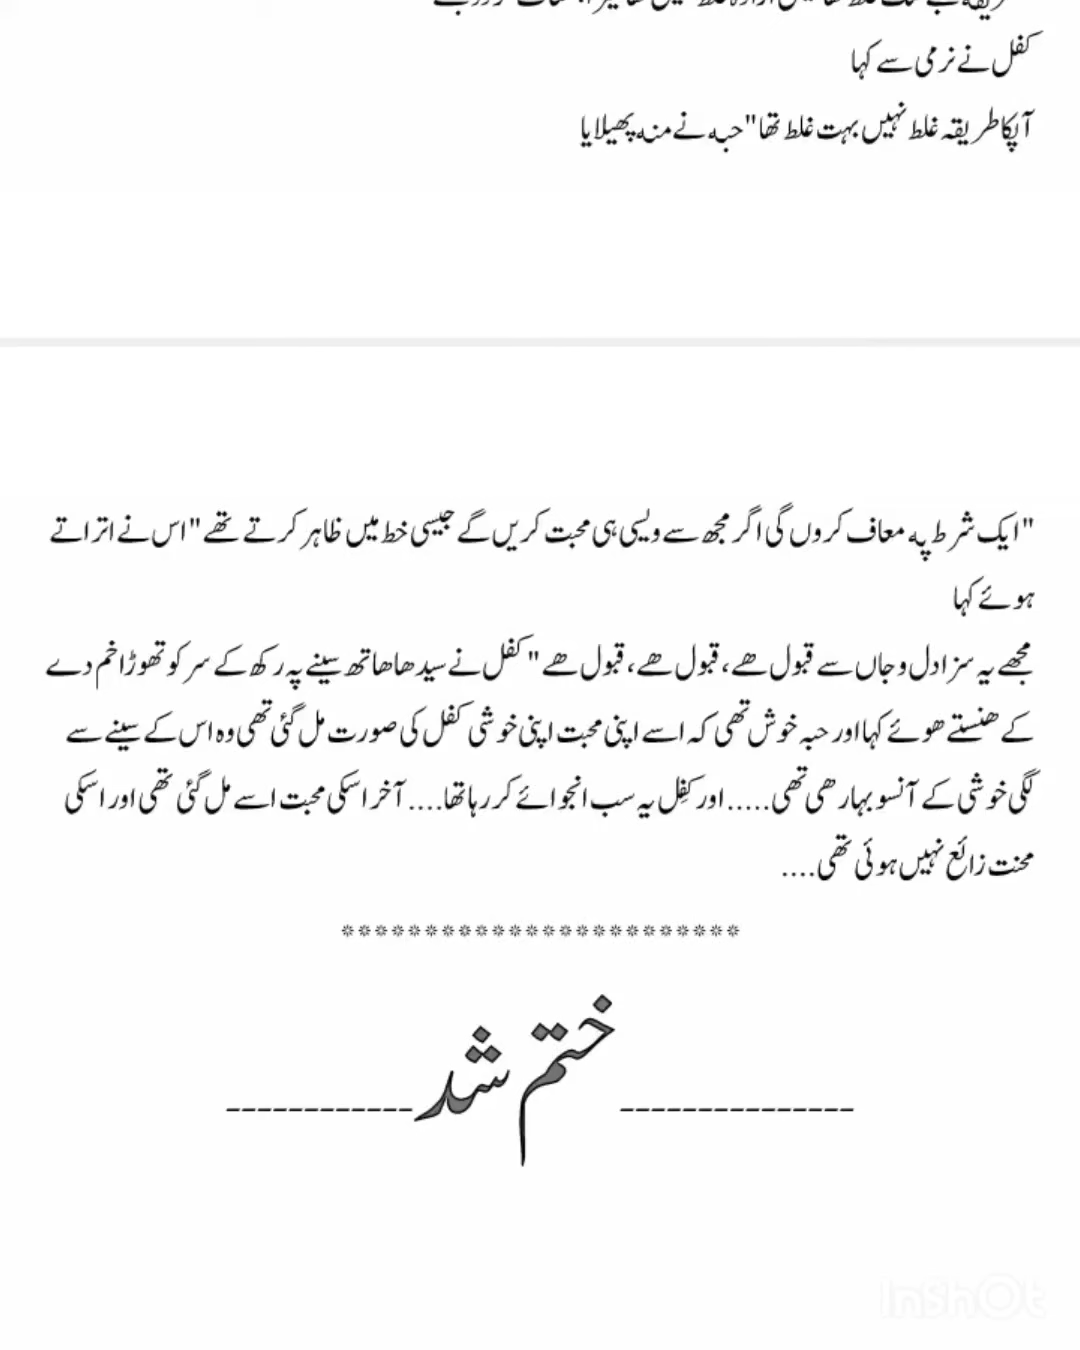 کفل نے نرمی سے کہا
آپکا طریقہ غلط نہیں بہت غلط تھا" حبہ نے منہ پھیلایا
"ایک شرط پہ معاف کروں گی اگر مجھ سے ویسی ہی محبت کریں گے جیسی خط میں ظاہر کرتے تھے" اس نے اتراتے
ہوئے کہا
مجھے یہ سزا دل و جاں سے قبول ھے، قبول ھے، قبول ھے" کفل نے سیدھا ھاتھ سینے پہ رکھ کے سر کو تھوڑا خم دے
کے ھنستے ھوئے کہا اور حبہ خوش تھی کہ اسے اپنی محبت اپنی خوشی کفل کی صورت مل گئی تھی وہ اس کے سینے سے
لگی خوشی کے آنسو بہا رھی تھی..... اور کفِل یہ سب انجوائے کر رہا تھا.... آخر اسکی محبت اسے مل گئی تھی اور اسکی
محنت زائع نہیں ہوئی تھی....
************************
---------------ختم شد------------
InShOt